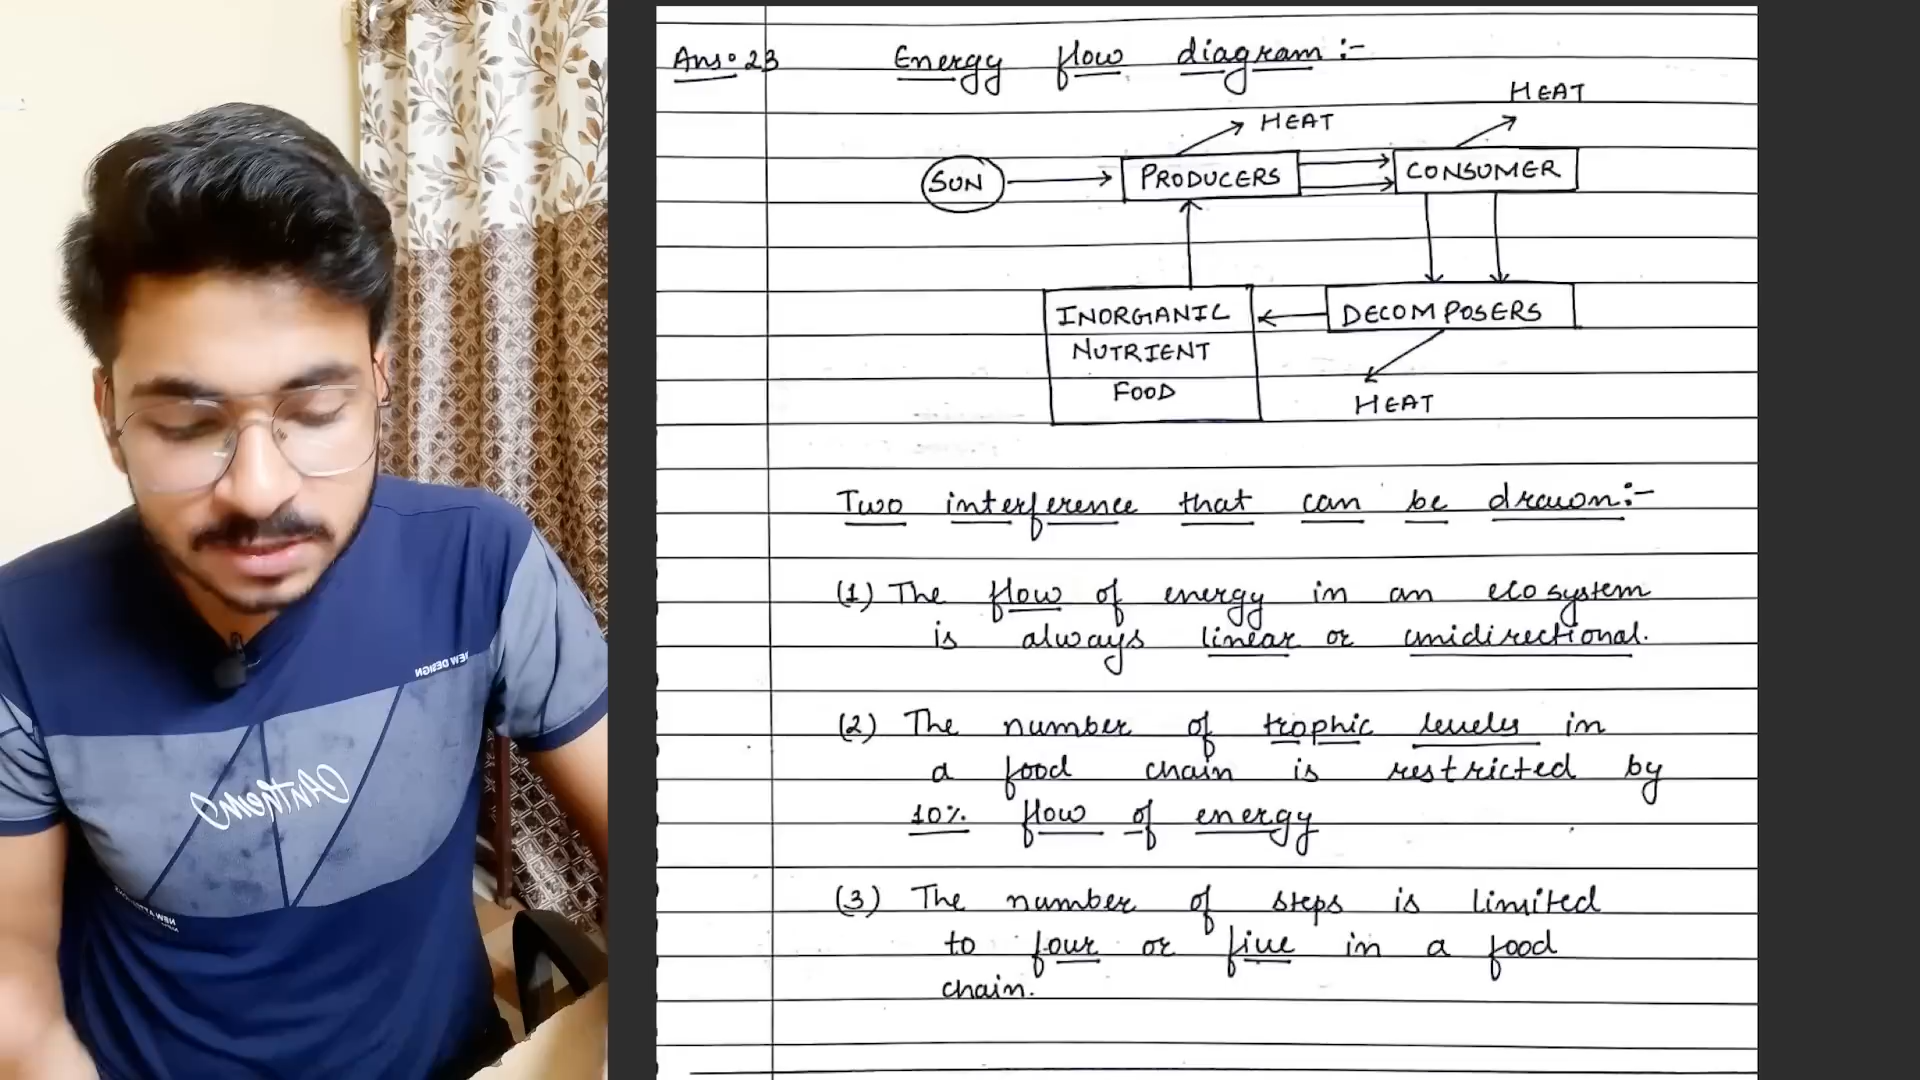 Ans: 23 Energy flow diagram :-
HEAT
HEAT
SUN PRODUCERS CONSUMER
INORGANIC DECOMPOSERS
NUTRIENT
FOOD
HEAT
Two interference that can be drawn :-
(1) The flow of energy in an ecosystem
is always linear or unidirectional.
(2) The number of trophic levels in
a food chain is restricted by
10% flow of energy
(3) The number of steps is limited
to four or five in a food
chain.
NEW DESIGN
Anthem